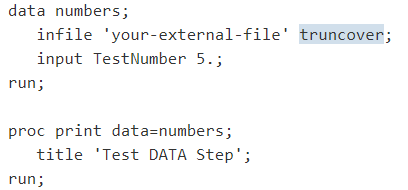 data numbers;
   infile 'your-external-file' truncover;
   input TestNumber 5.;
run;

proc print data=numbers;
   title 'Test DATA Step';
run;